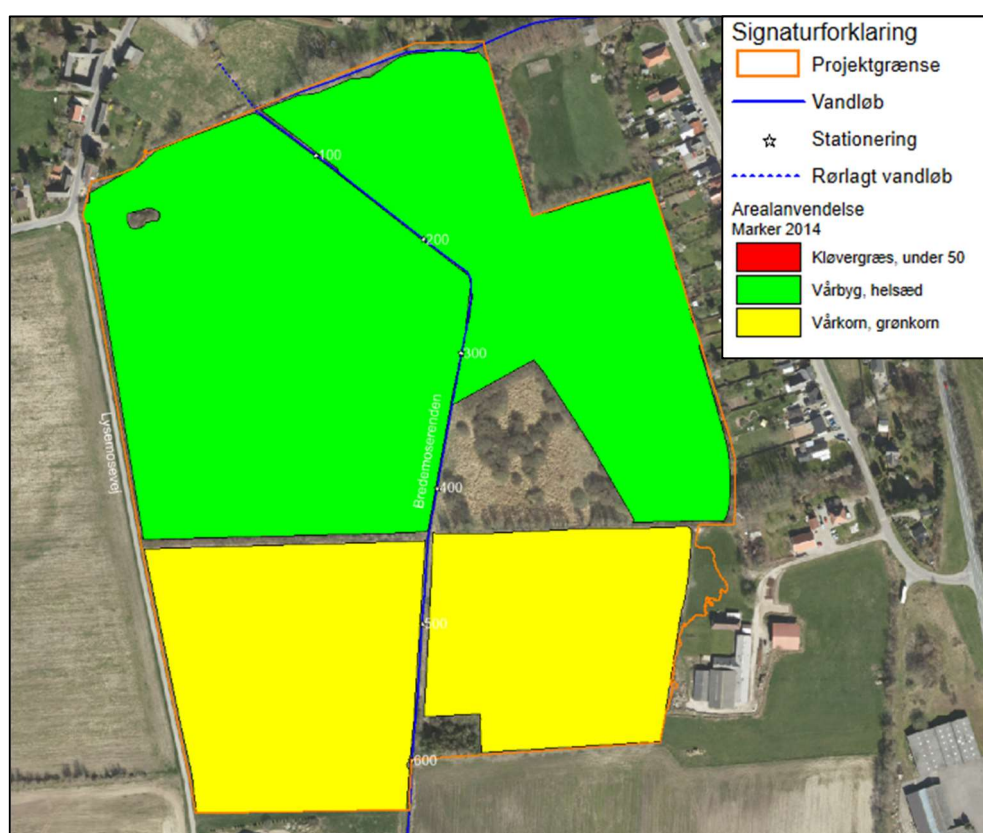 Signaturforklaring
Projektgrænse
Vandløb
Stationering
Rørlagt vandløb
Arealanvendelse
Marker 2014
Kløvergræs, under 50
Vårbyg, helsæd
Vårkorn, grønkorn
100
200
300
Bredemoserenden
Lysemosevej
400
500
600